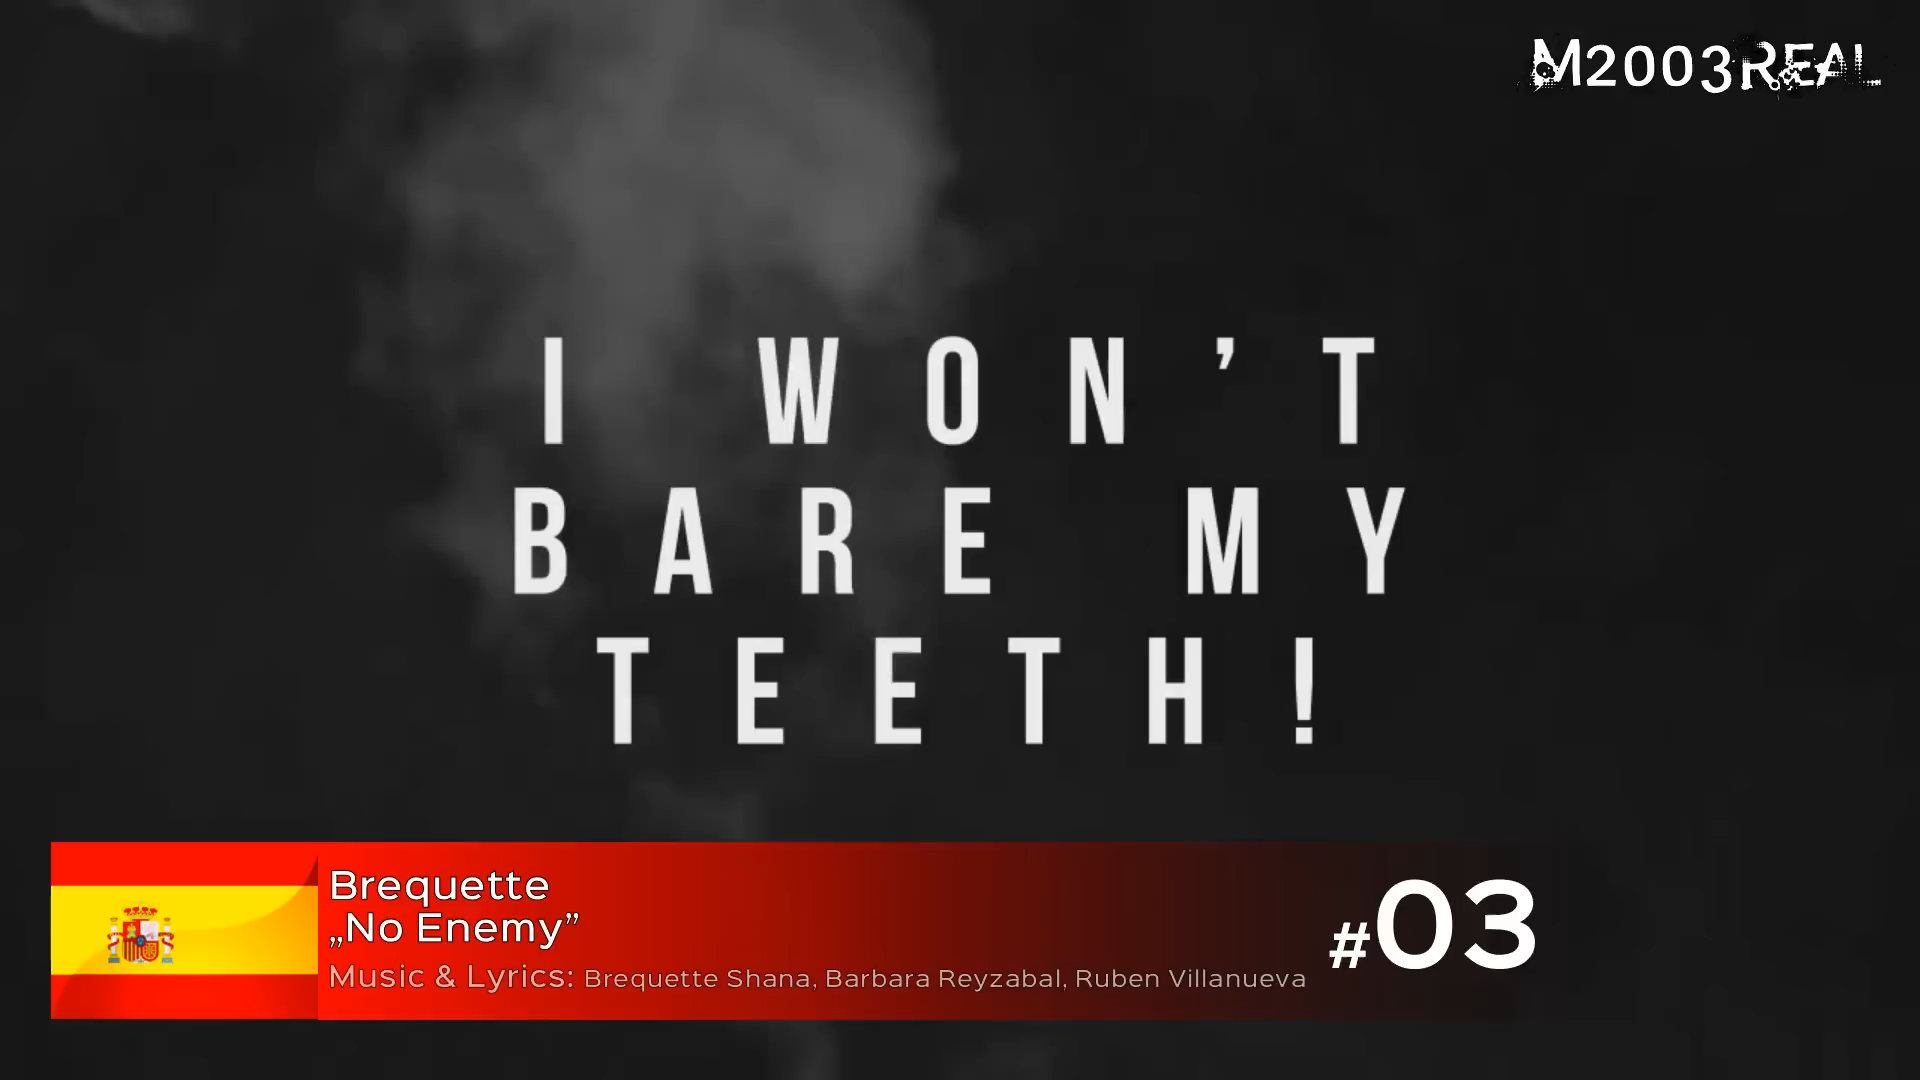 M2003REAL
I WON’T
BARE MY
TEETH!
Brequette
„No Enemy”
Music & Lyrics: Brequette Shana, Barbara Reyzabal, Ruben Villanueva
#03